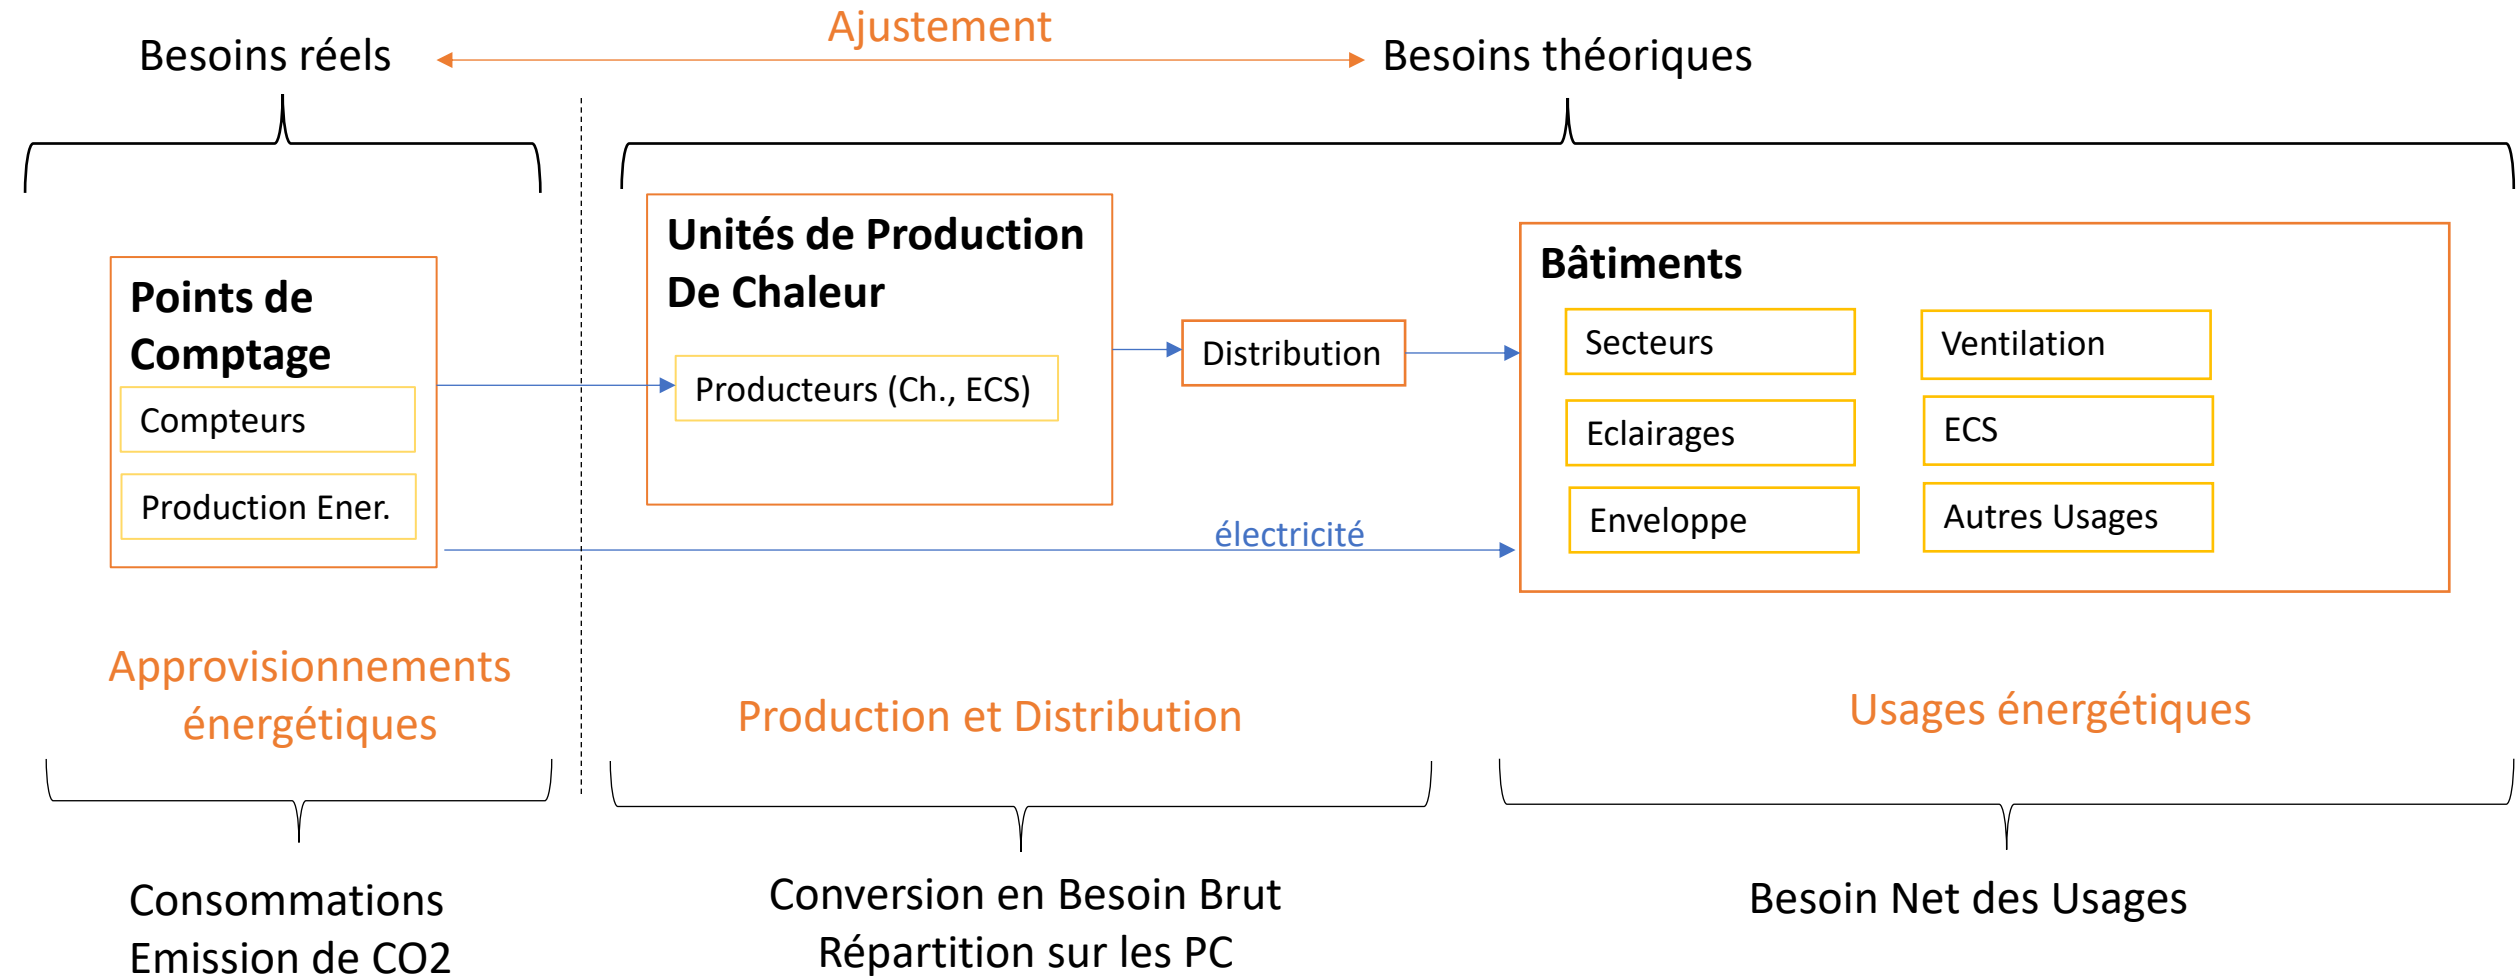 Ajustement
Besoins réels
Besoins théoriques
Points de
Comptage
Compteurs
Production Ener.
Unités de Production
De Chaleur
Producteurs (Ch., ECS)
Distribution
électricité
Bâtiments
Secteurs
Ventilation
Eclairages
ECS
Enveloppe
Autres Usages
Approvisionnements
énergétiques
Production et Distribution
Usages énergétiques
Consommations
Emission de CO2
Conversion en Besoin Brut
Répartition sur les PC
Besoin Net des Usages